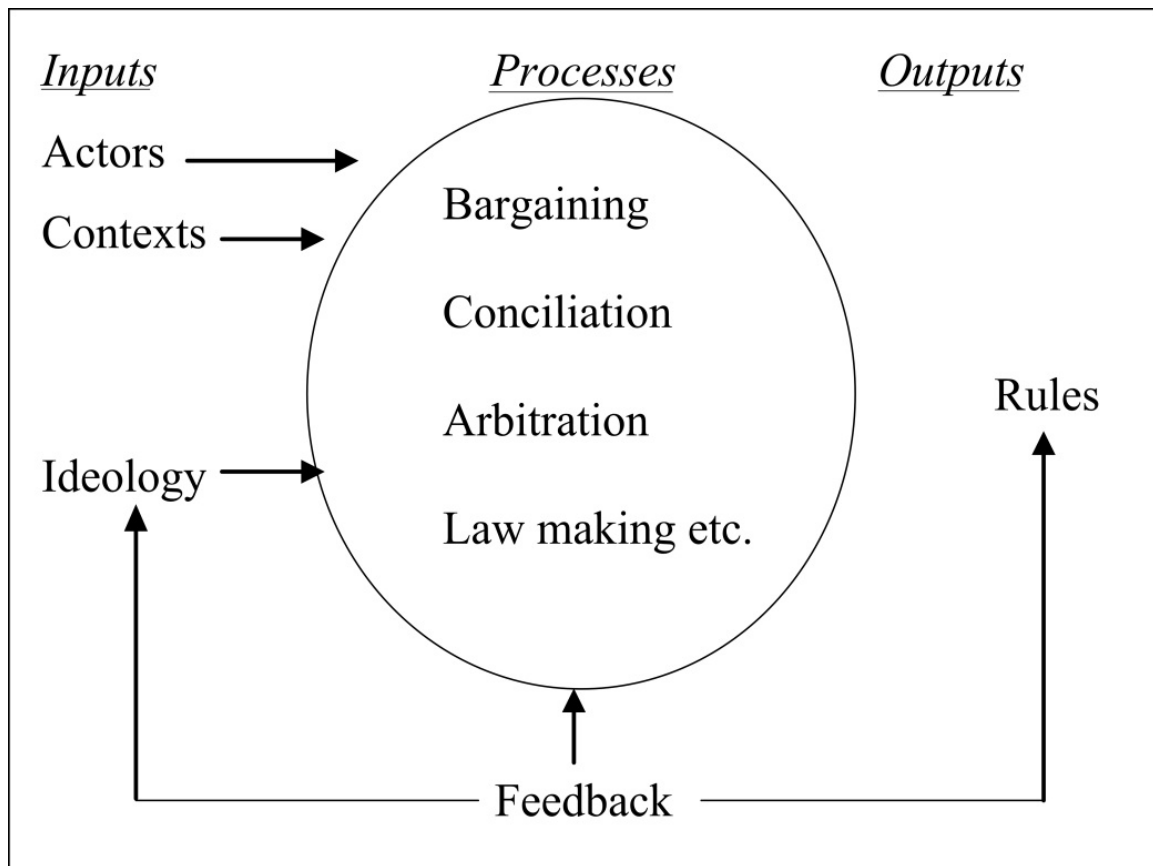 Inputs Processes Outputs
Actors
Contexts
Bargaining
Conciliation
Arbitration
Rules
Ideology
Law making etc.
Feedback